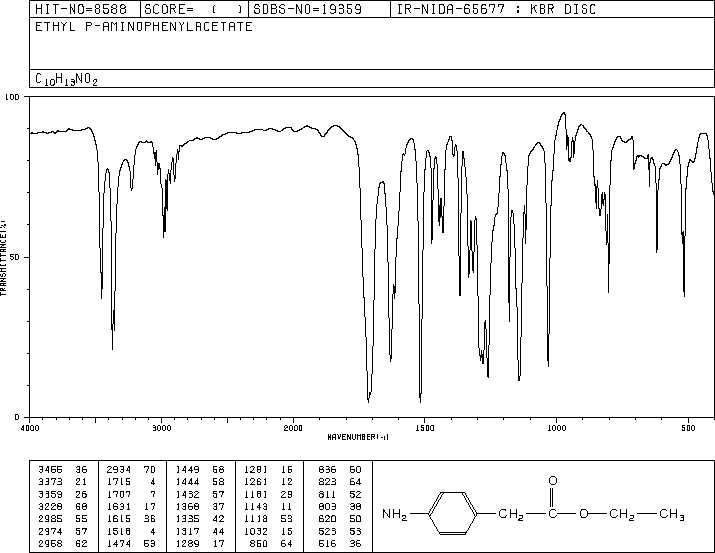 HIT-NO=8588 SCORE= ( ) SDBS-NO=19359 IR-NIDA-65677 : KBR DISC
ETHYL P-AMINOPHENYLACETATE
C10H13NO2
100
50
0
TRANSMITTANCE(%)
4000 3000 2000 1500 1000 500
WAVENUMBER(-1)
3455 36 2934 70 1449 68 1281 15 836 60
3373 21 1715 4 1444 58 1261 12 823 64
3359 26 1707 7 1432 57 1181 29 811 52
3228 68 1631 17 1368 37 1143 11 803 38
2985 55 1615 36 1335 42 1118 53 620 50
2974 57 1518 4 1317 44 1032 15 523 53
2968 62 1474 53 1289 17 850 64 516 36
O
NH2 CH2 C O CH2 CH3